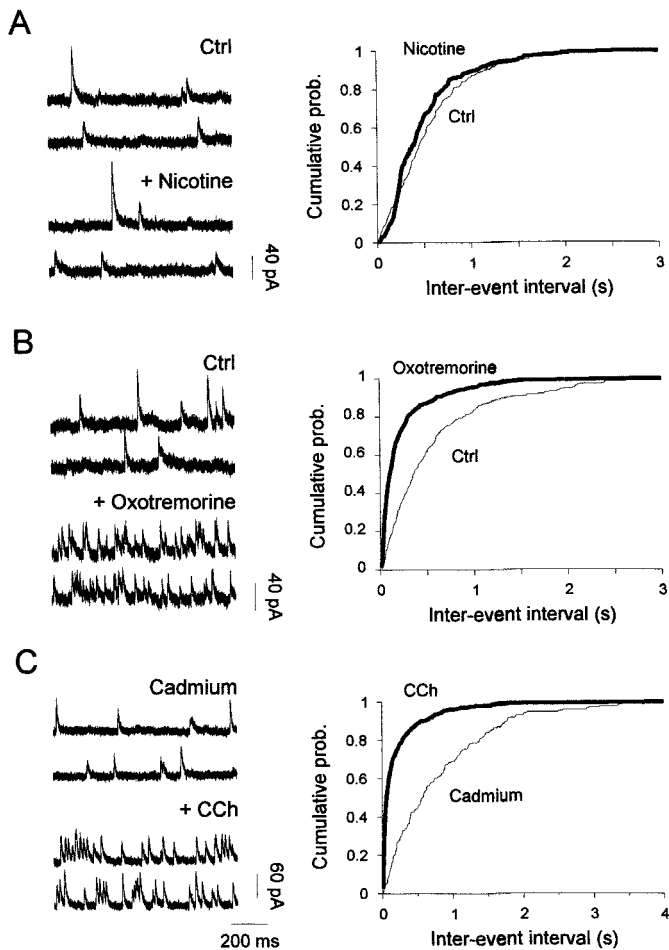 A
Ctrl
+ Nicotine
40 pA
Cumulative prob.
1
0.8
0.6
0.4
0.2
0
Nicotine
Ctrl
0 1 2 3
Inter-event interval (s)
B
Ctrl
+ Oxotremorine
40 pA
Cumulative prob.
1
0.8
0.6
0.4
0.2
0
Oxotremorine
Ctrl
0 1 2 3
Inter-event interval (s)
C
Cadmium
+ CCh
60 pA
200 ms
Cumulative prob.
1
0.8
0.6
0.4
0.2
0
CCh
Cadmium
0 1 2 3 4
Inter-event interval (s)